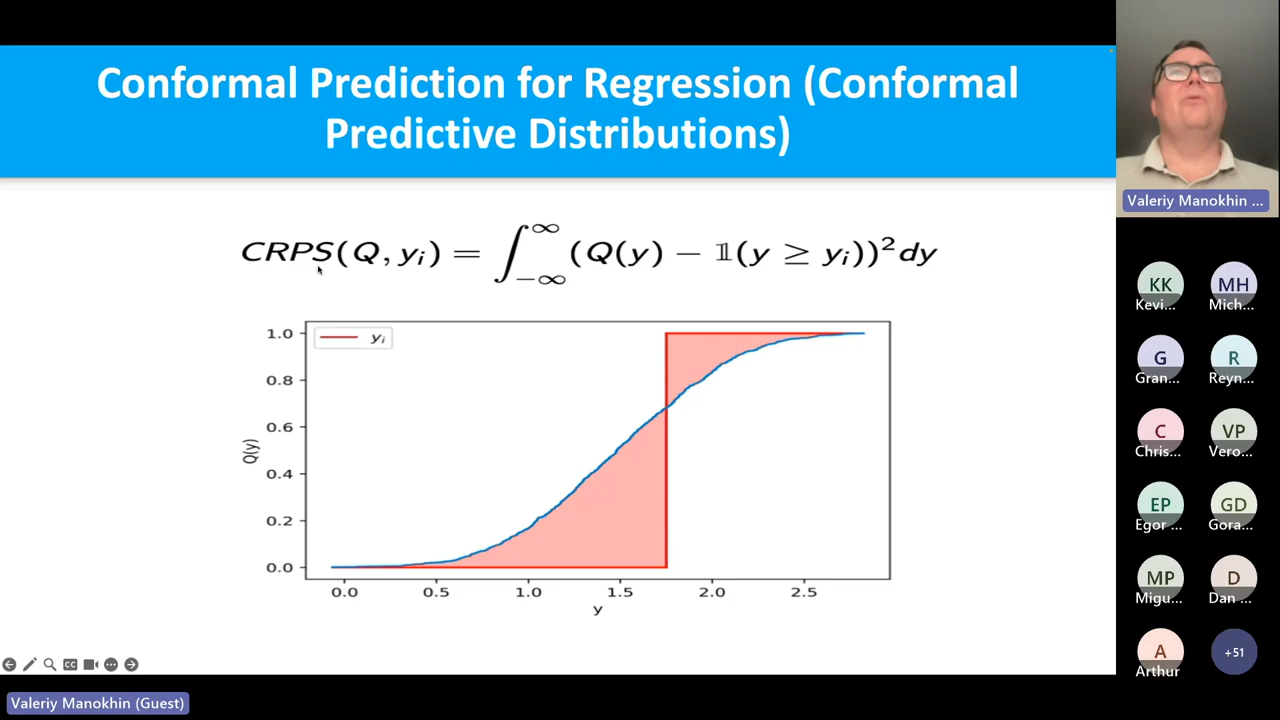 Conformal Prediction for Regression (Conformal
Predictive Distributions)
CRPS(Q, yᵢ) = ∫_{−∞}^{∞} (Q(y) − 𝟙(y ≥ yᵢ))² dy
yᵢ
1.0
0.8
0.6
0.4
0.2
0.0
Q(y)
0.0 0.5 1.0 1.5 2.0 2.5
y
CC
Valeriy Manokhin (Guest)
Valeriy Manokhin ...
KK MH
Kevi... Mich...
G R
Gran... Reyn...
C VP
Chris... Vero...
EP GD
Egor ... Gora...
MP D
Migu... Dan ...
A +51
Arthur